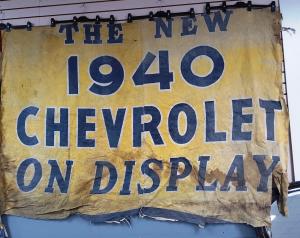 THE NEW
1940
CHEVROLET
ON DISPLAY